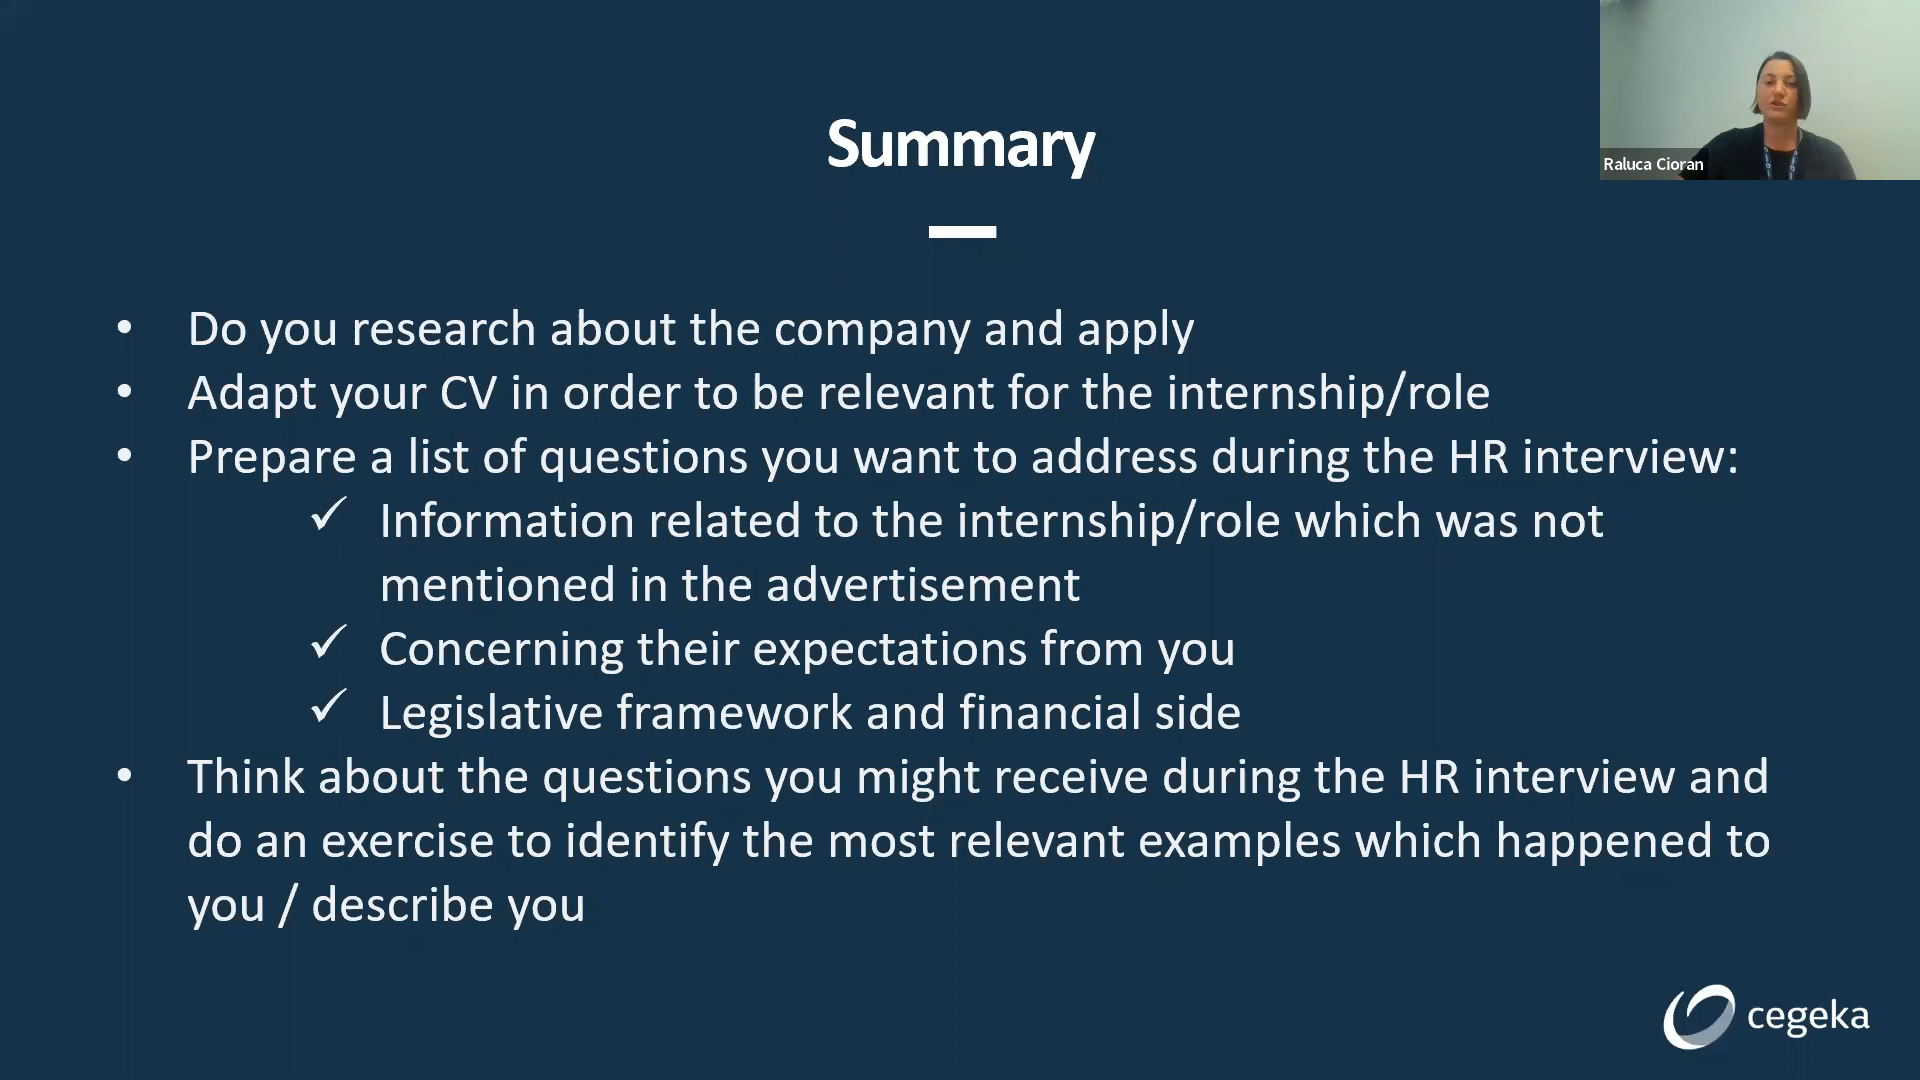 Summary
Raluca Cioran
• Do you research about the company and apply
• Adapt your CV in order to be relevant for the internship/role
• Prepare a list of questions you want to address during the HR interview:
✓ Information related to the internship/role which was not
mentioned in the advertisement
✓ Concerning their expectations from you
✓ Legislative framework and financial side
• Think about the questions you might receive during the HR interview and
do an exercise to identify the most relevant examples which happened to
you / describe you
cegeka